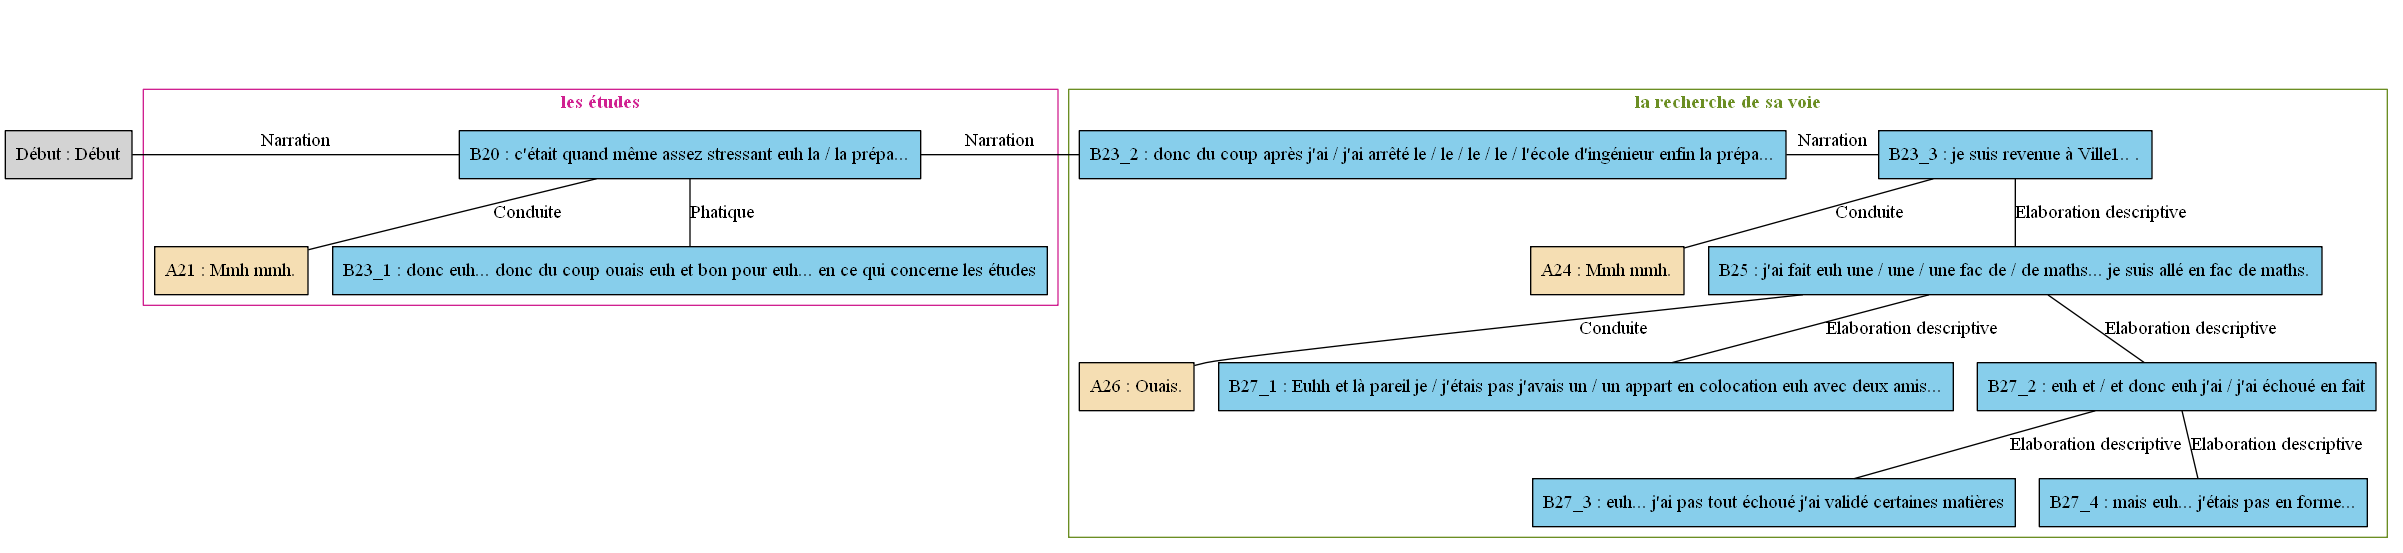 les études
la recherche de sa voie
Début : Début
Narration
B20 : c'était quand même assez stressant euh la / la prépa...
Narration
B23_2 : donc du coup après j'ai / j'ai arrêté le / le / le / le / l'école d'ingénieur enfin la prépa...
Narration
B23_3 : je suis revenue à Ville1.. .
Conduite
Phatique
Conduite
Elaboration descriptive
A21 : Mmh mmh.
B23_1 : donc euh... donc du coup ouais euh et bon pour euh... en ce qui concerne les études
A24 : Mmh mmh.
B25 : j'ai fait euh une / une / une fac de / de maths... je suis allé en fac de maths.
Conduite
Elaboration descriptive
Elaboration descriptive
A26 : Ouais.
B27_1 : Euhh et là pareil je / j'étais pas j'avais un / un appart en colocation euh avec deux amis...
B27_2 : euh et / et donc euh j'ai / j'ai échoué en fait
Elaboration descriptive
Elaboration descriptive
B27_3 : euh... j'ai pas tout échoué j'ai validé certaines matières
B27_4 : mais euh... j'étais pas en forme...